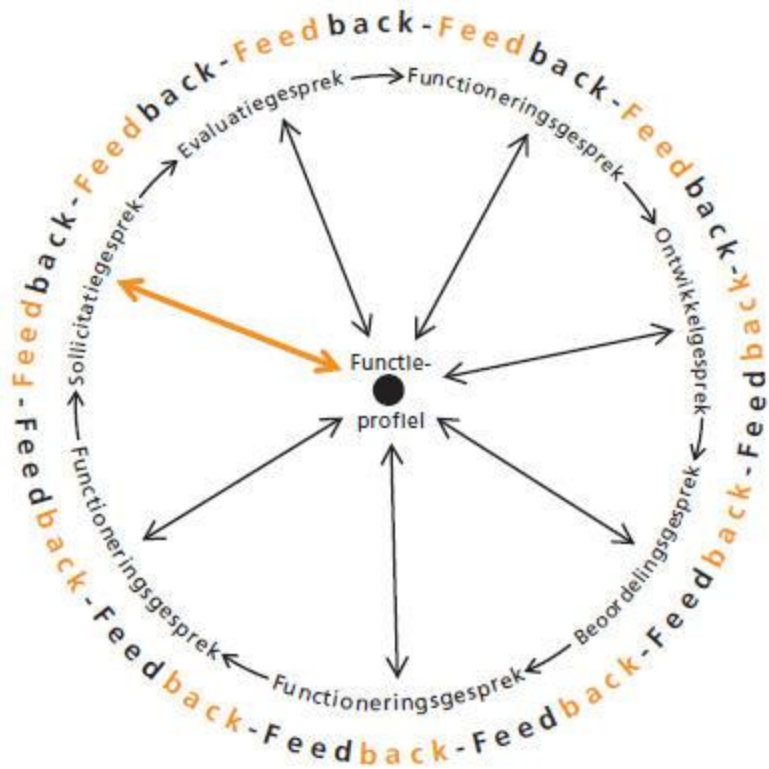 Feedback-Feedback-Feedback-Feedback-Feedback-
-Feedback-Feedback-Feedback-Feedback-Feedback-Feedback
Evaluatiegesprek
Functioneringsgesprek
Ontwikkelgesprek
Beoordelingsgesprek
Functioneringsgesprek
Functioneringsgesprek
Sollicitatiegesprek
Functie-
profiel